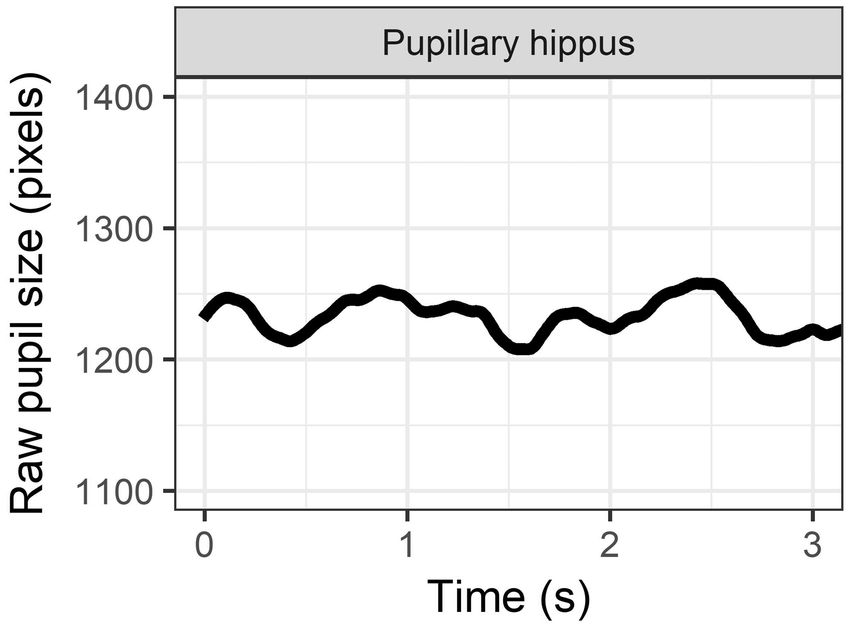 Pupillary hippus
Raw pupil size (pixels)
1400
1300
1200
1100
0 1 2 3
Time (s)